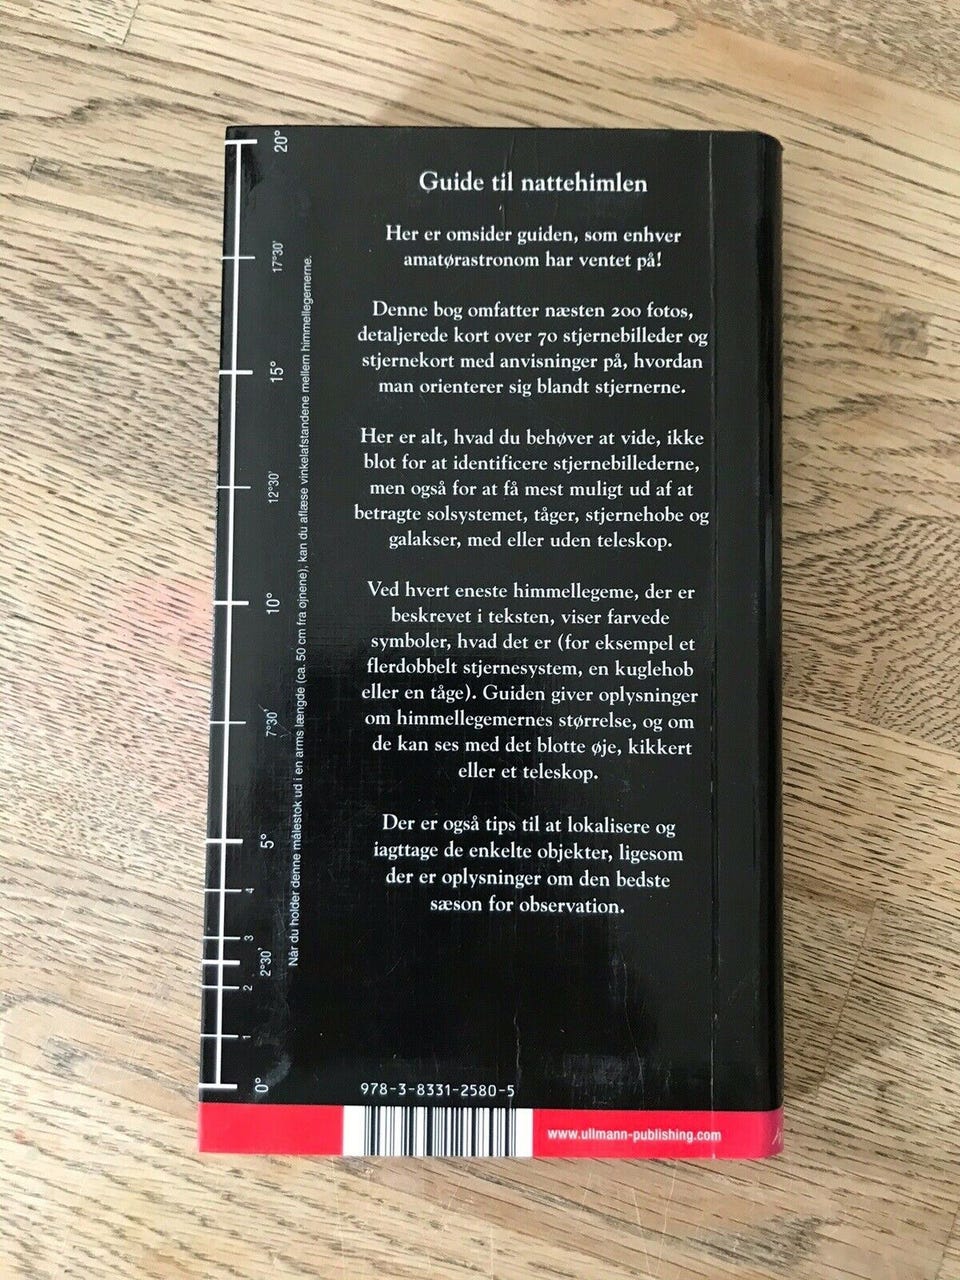 Guide til nattehimlen
Her er omsider guiden, som enhver
amatørastronom har ventet på!
Denne bog omfatter næsten 200 fotos,
detaljerede kort over 70 stjernebilleder og
stjernekort med anvisninger på, hvordan
man orienterer sig blandt stjernerne.
Her er alt, hvad du behøver at vide, ikke
blot for at identificere stjernebillederne,
men også for at få mest muligt ud af at
betragte solsystemet, tåger, stjernehobe og
galakser, med eller uden teleskop.
Ved hvert eneste himmellegeme, der er
beskrevet i teksten, viser farvede
symboler, hvad det er (for eksempel et
flerdobbelt stjernesystem, en kuglehob
eller en tåge). Guiden giver oplysninger
om himmellegemernes størrelse, og om
de kan ses med det blotte øje, kikkert
eller et teleskop.
Der er også tips til at lokalisere og
iagttage de enkelte objekter, ligesom
der er oplysninger om den bedste
sæson for observation.
20°
17°30'
15°
12°30'
10°
7°30'
5°
4
3
2°30'
2
1
0°
Når du holder denne målestok ud i en arms længde (ca. 50 cm fra øjnene), kan du aflæse vinkelafstandene mellem himmellegemerne.
978-3-8331-2580-5
www.ullmann-publishing.com